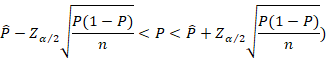 P̂ − Z_{α/2}√(P(1 − P)/n) < P < P̂ + Z_{α/2}√(P(1 − P)/n))